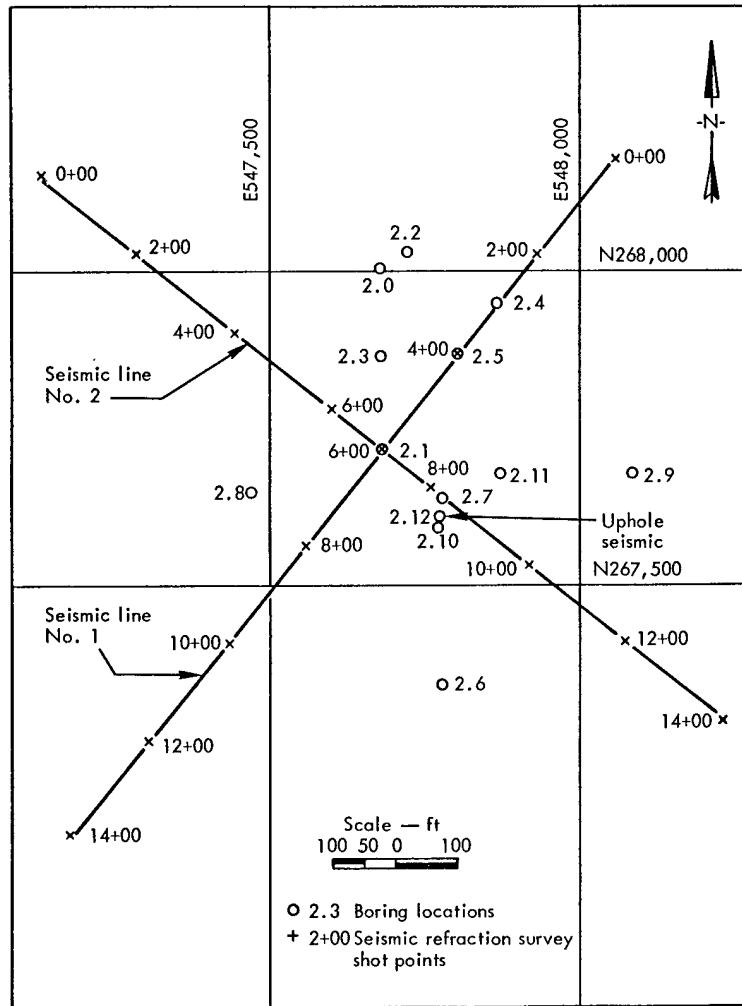 E547,500
E548,000
-N-
0+00
0+00
2+00
2.2
2+00
N268,000
2.0
2.4
4+00
2.3
4+00
2.5
Seismic line
No. 2
6+00
6+00
2.1
8+00
2.11
2.9
2.8
2.7
2.12
2.10
Uphole
seismic
8+00
10+00
N267,500
Seismic line
No. 1
10+00
12+00
2.6
14+00
12+00
14+00
Scale — ft
100 50 0 100
2.3 Boring locations
+ 2+00 Seismic refraction survey
shot points